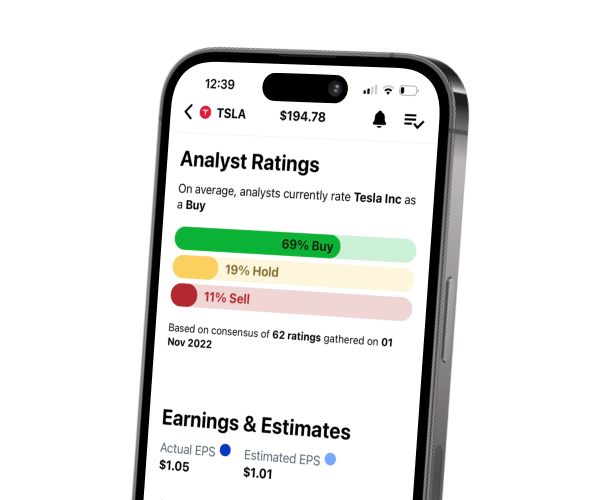 12:39
TSLA $194.78
Analyst Ratings
On average, analysts currently rate Tesla Inc as
a Buy
69% Buy
19% Hold
11% Sell
Based on consensus of 62 ratings gathered on 01
Nov 2022
Earnings & Estimates
Actual EPS Estimated EPS
$1.05 $1.01